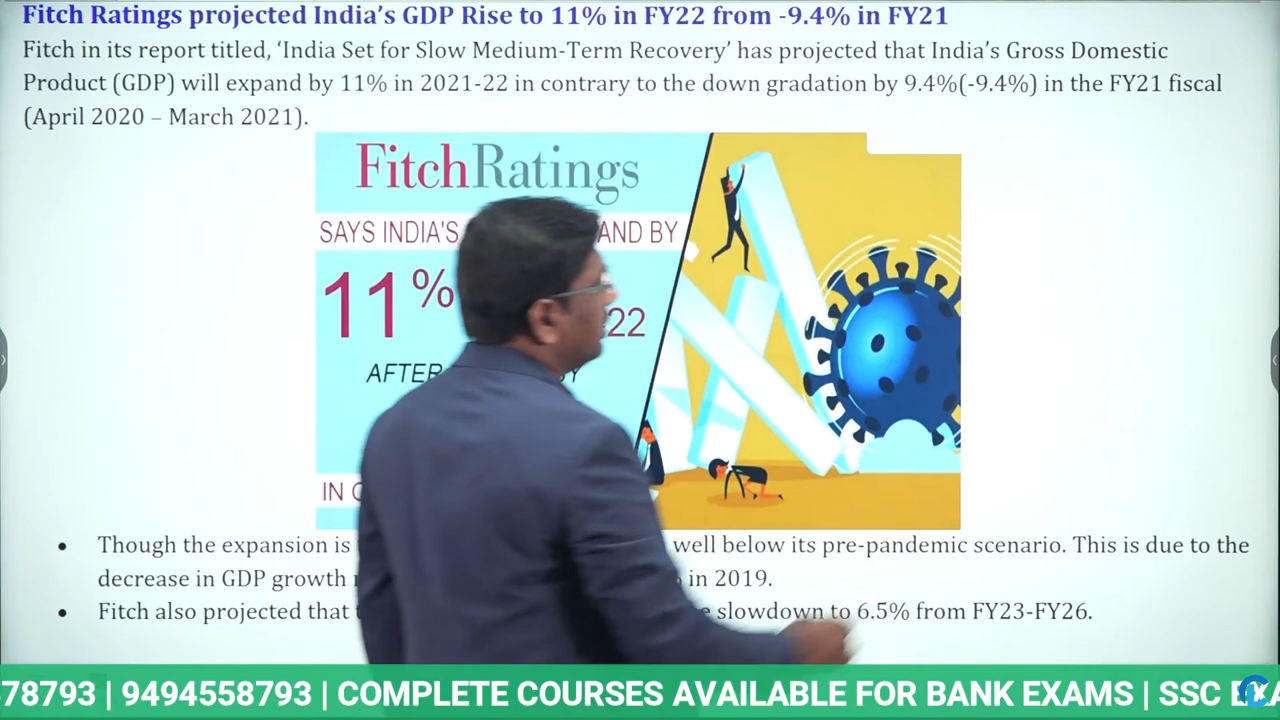 Fitch Ratings projected India’s GDP Rise to 11% in FY22 from -9.4% in FY21
Fitch in its report titled, ‘India Set for Slow Medium-Term Recovery’ has projected that India’s Gross Domestic
Product (GDP) will expand by 11% in 2021-22 in contrary to the down gradation by 9.4%(-9.4%) in the FY21 fiscal
(April 2020 – March 2021).
FitchRatings
SAYS INDIA'S AND BY
11% 22
AFTER
IN
Though the expansion is well below its pre-pandemic scenario. This is due to the
decrease in GDP growth in 2019.
Fitch also projected that slowdown to 6.5% from FY23-FY26.
78793 | 9494558793 | COMPLETE COURSES AVAILABLE FOR BANK EXAMS | SSC